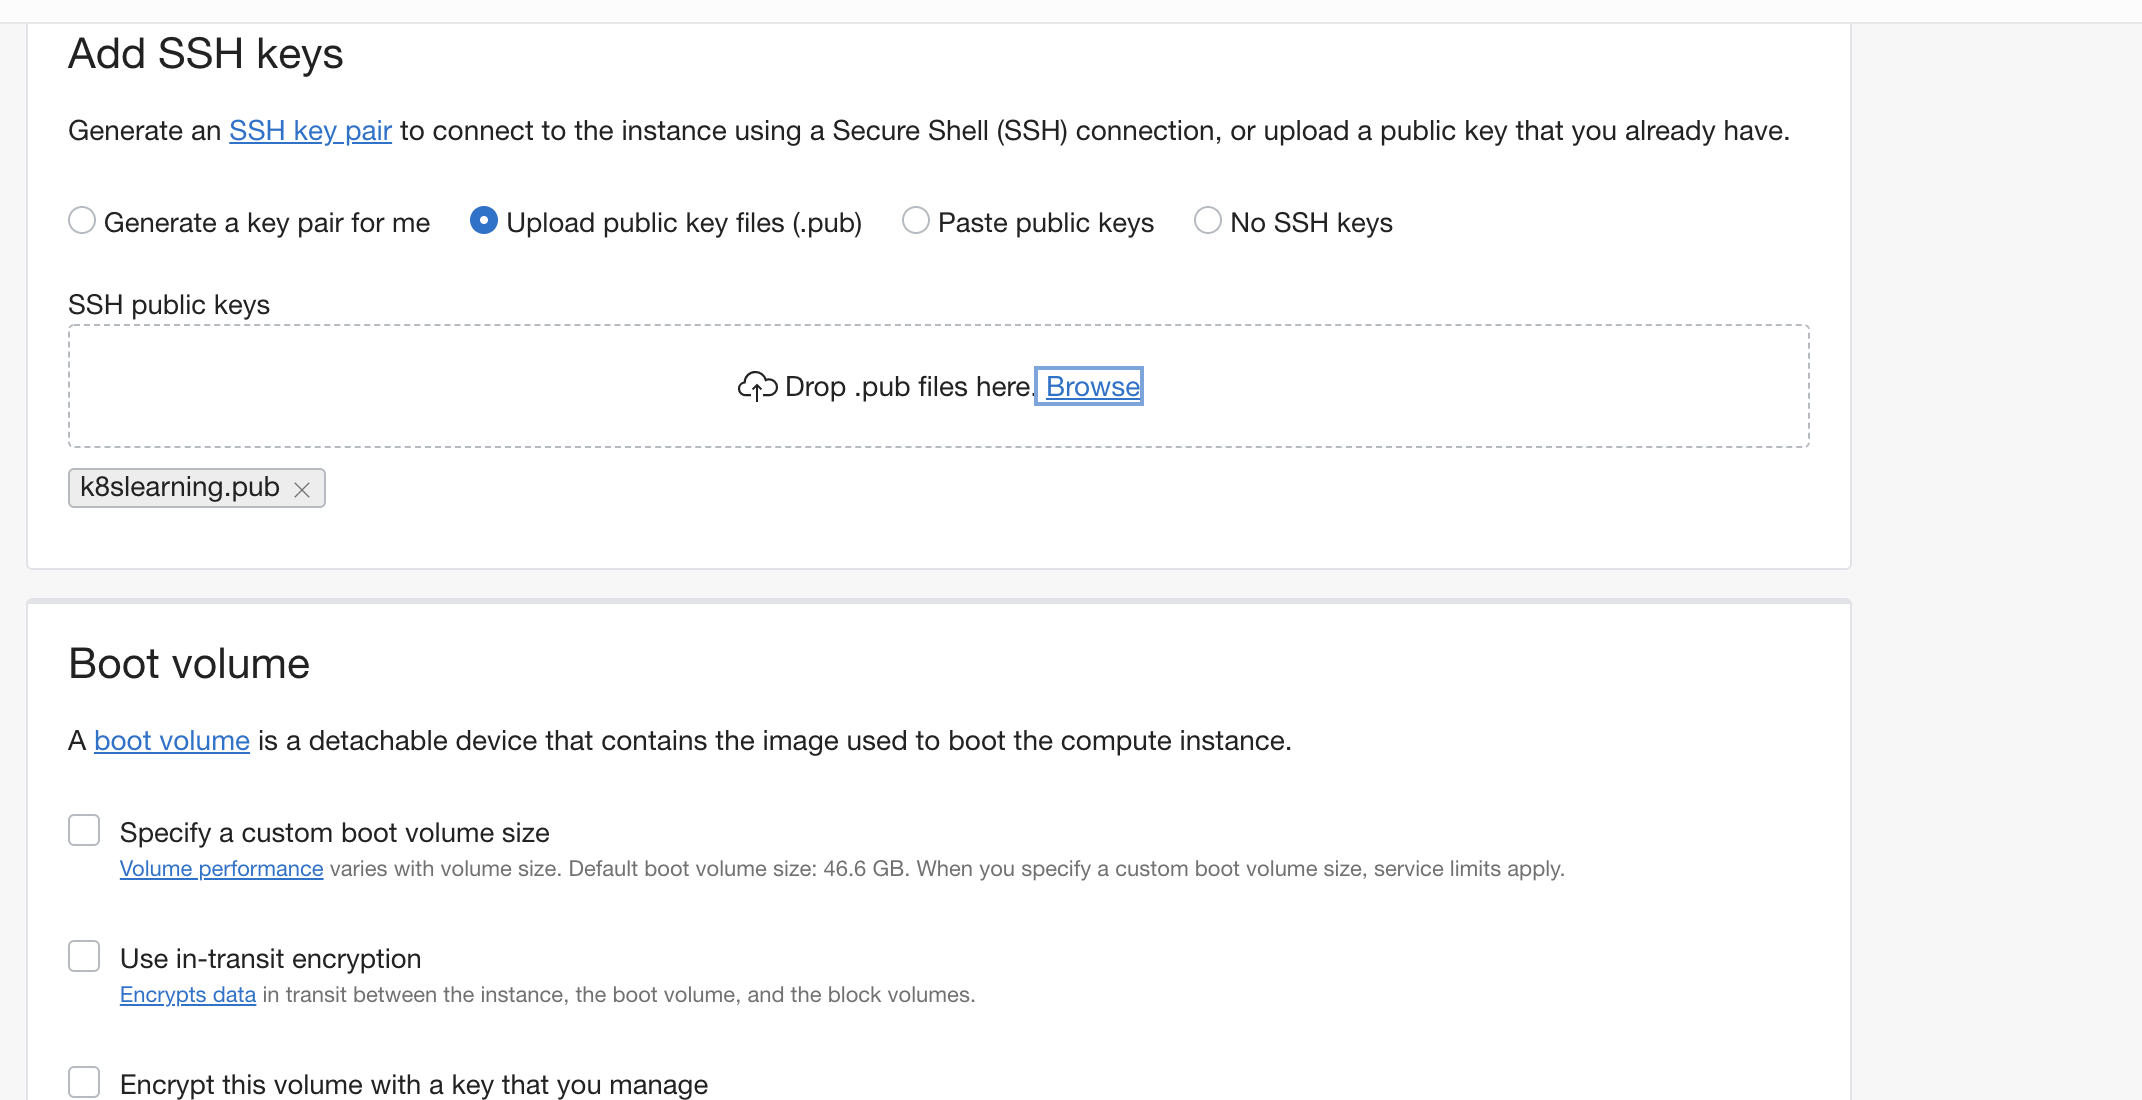 Add SSH keys
Generate an SSH key pair to connect to the instance using a Secure Shell (SSH) connection, or upload a public key that you already have.
Generate a key pair for me Upload public key files (.pub) Paste public keys No SSH keys
SSH public keys
Drop .pub files here. Browse
k8slearning.pub
Boot volume
A boot volume is a detachable device that contains the image used to boot the compute instance.
Specify a custom boot volume size
Volume performance varies with volume size. Default boot volume size: 46.6 GB. When you specify a custom boot volume size, service limits apply.
Use in-transit encryption
Encrypts data in transit between the instance, the boot volume, and the block volumes.
Encrypt this volume with a key that you manage